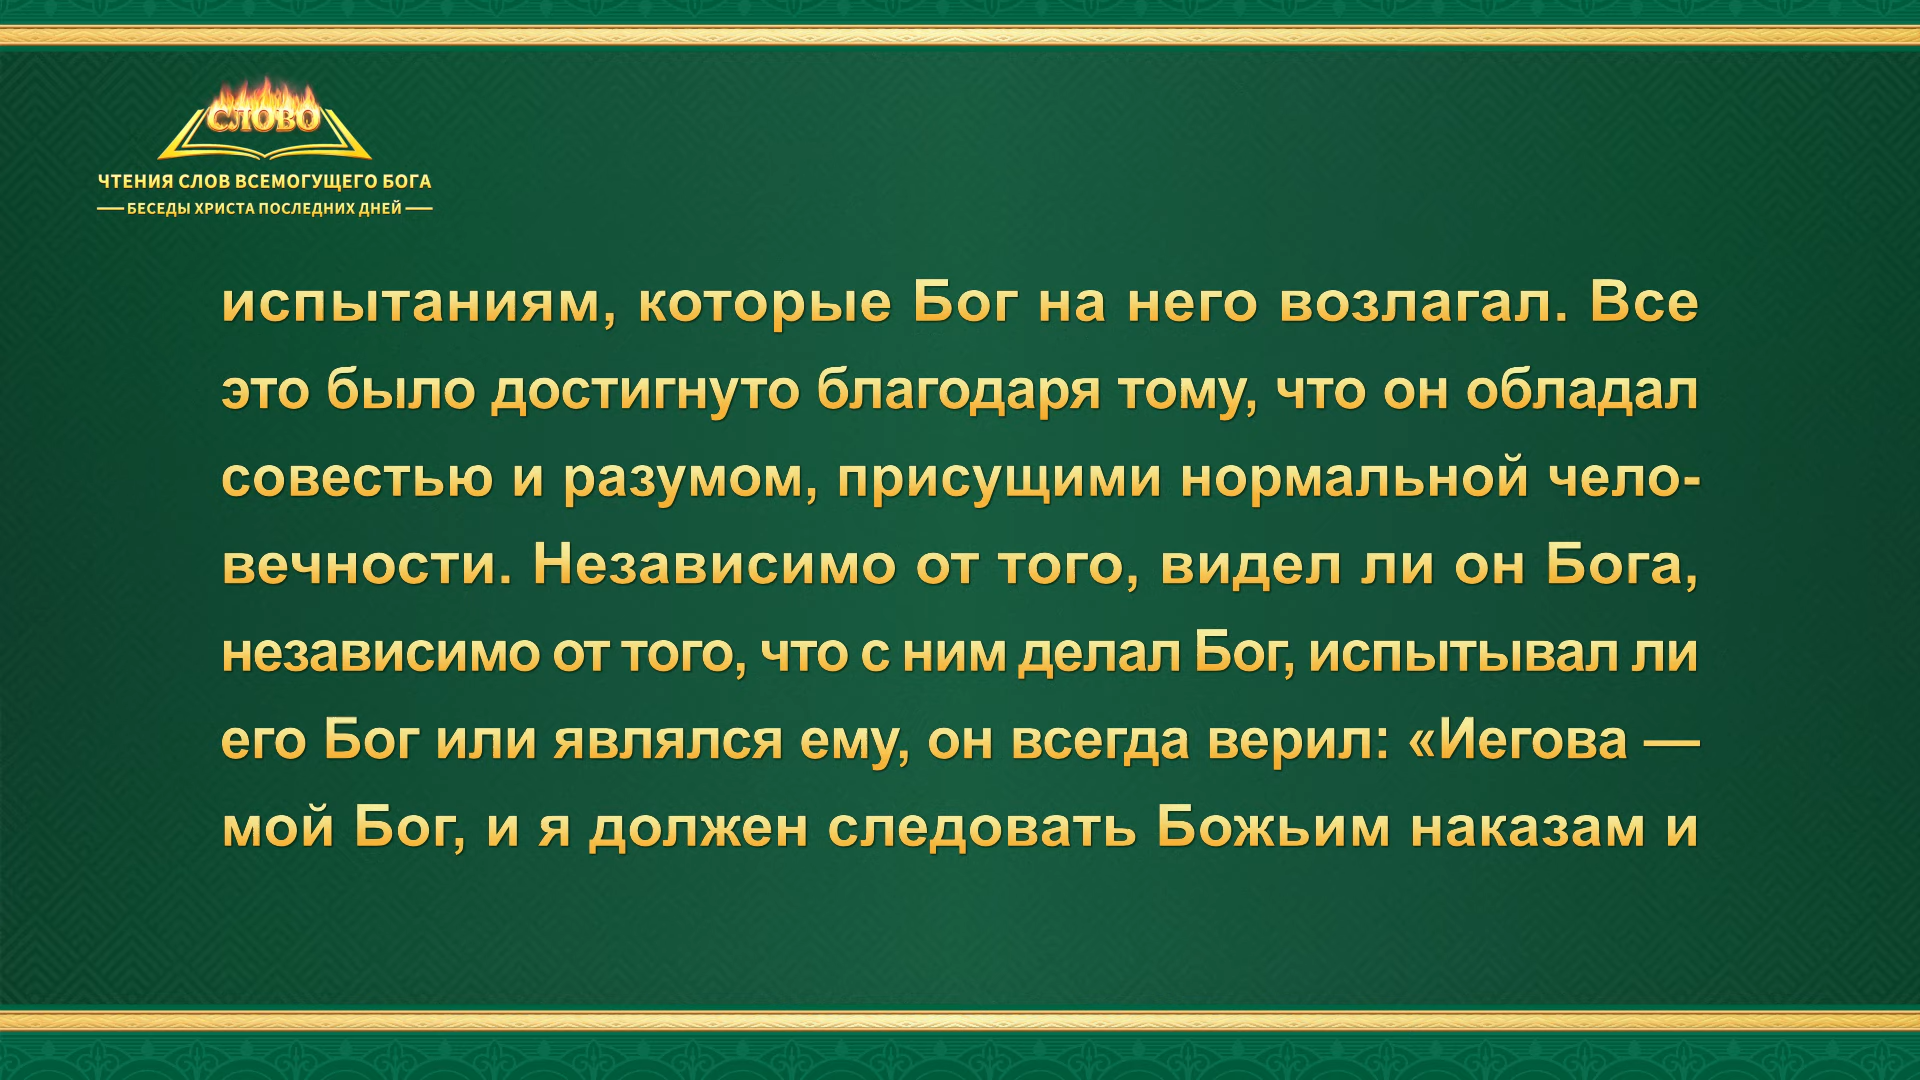 СЛОВО
ЧТЕНИЯ СЛОВ ВСЕМОГУЩЕГО БОГА
БЕСЕДЫ ХРИСТА ПОСЛЕДНИХ ДНЕЙ
испытаниям, которые Бог на него возлагал. Все
это было достигнуто благодаря тому, что он обладал
совестью и разумом, присущими нормальной чело-
вечности. Независимо от того, видел ли он Бога,
независимо от того, что с ним делал Бог, испытывал ли
его Бог или являлся ему, он всегда верил: «Иегова —
мой Бог, и я должен следовать Божьим наказам и